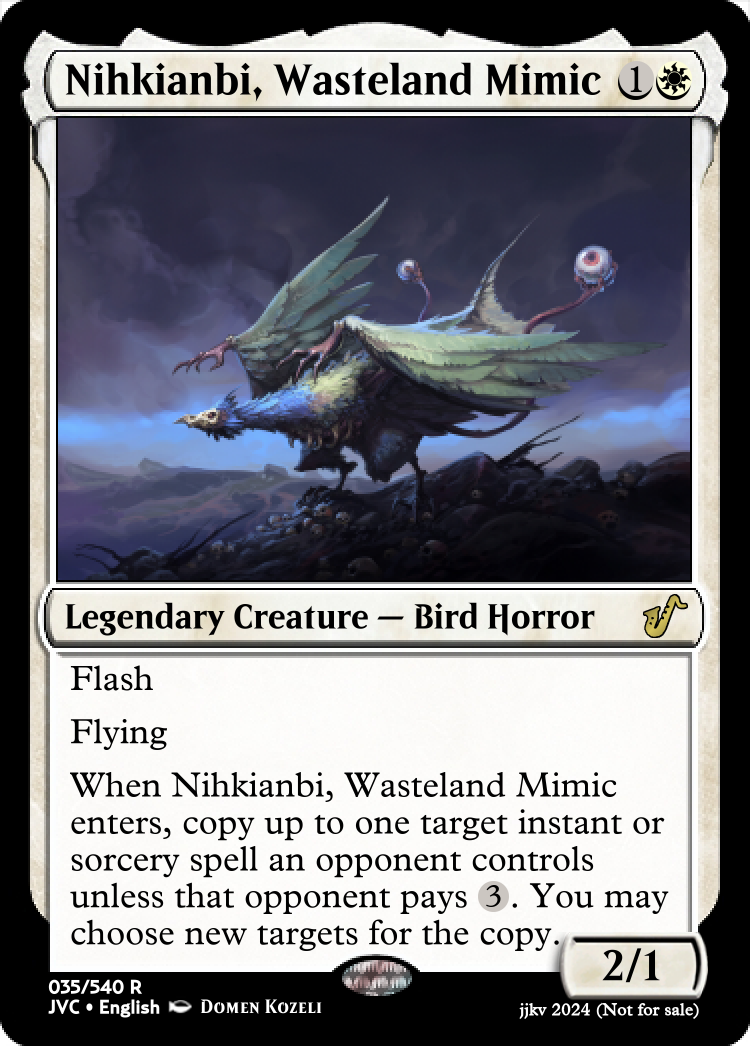 Nihkianbi, Wasteland Mimic 1
Legendary Creature — Bird Horror
Flash
Flying
When Nihkianbi, Wasteland Mimic
enters, copy up to one target instant or
sorcery spell an opponent controls
unless that opponent pays 3. You may
choose new targets for the copy.
2/1
035/540 R
JVC • English DOMEN KOZELI
jjkv 2024 (Not for sale)